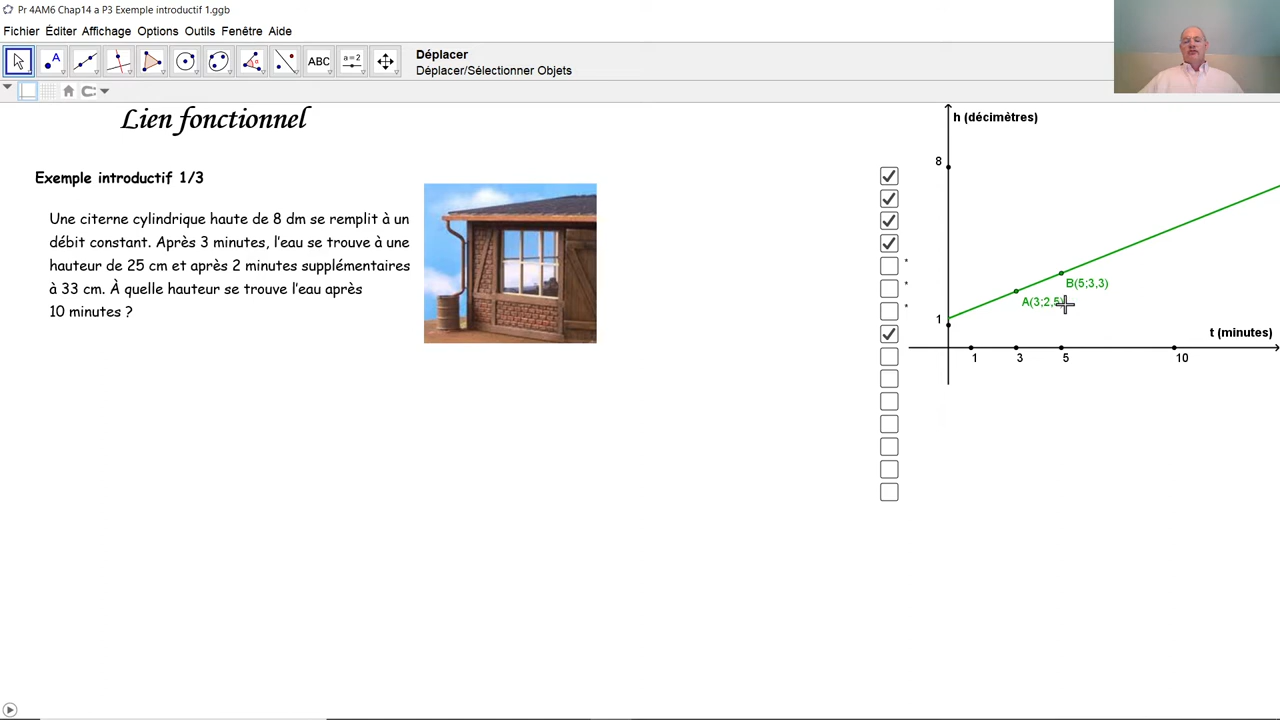 Pr 4AM6 Chap14 a P3 Exemple introductif 1.ggb
Fichier Éditer Affichage Options Outils Fenêtre Aide
A
α
ABC
a=2
Déplacer
Déplacer/Sélectionner Objets
Lien fonctionnel
Exemple introductif 1/3
Une citerne cylindrique haute de 8 dm se remplit à un
débit constant. Après 3 minutes, l'eau se trouve à une
hauteur de 25 cm et après 2 minutes supplémentaires
à 33 cm. À quelle hauteur se trouve l'eau après
10 minutes ?
*
*
*
h (décimètres)
8
B(5;3,3)
A(3;2,5)
1
t (minutes)
1 3 5 10